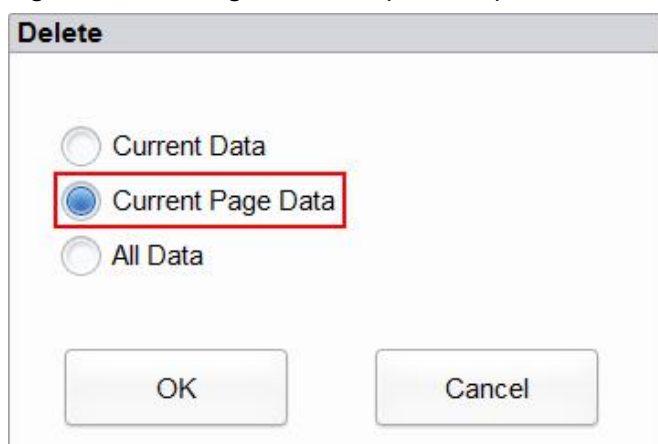 Delete
Current Data
Current Page Data
All Data
OK
Cancel